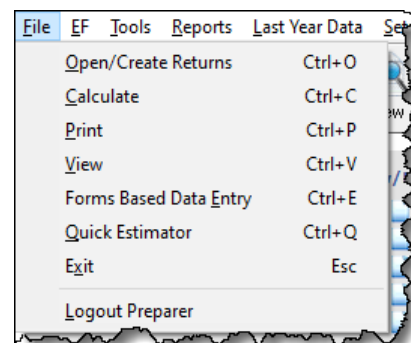 File EF Tools Reports Last Year Data Set
Open/Create Returns Ctrl+O
Calculate Ctrl+C
Print Ctrl+P
View Ctrl+V
Forms Based Data Entry Ctrl+E
Quick Estimator Ctrl+Q
Exit Esc
Logout Preparer